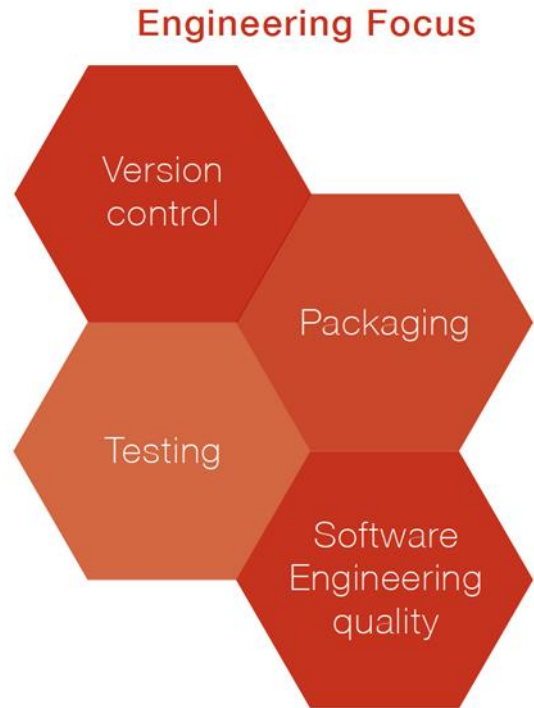 Engineering Focus
Version
control
Packaging
Testing
Software
Engineering
quality